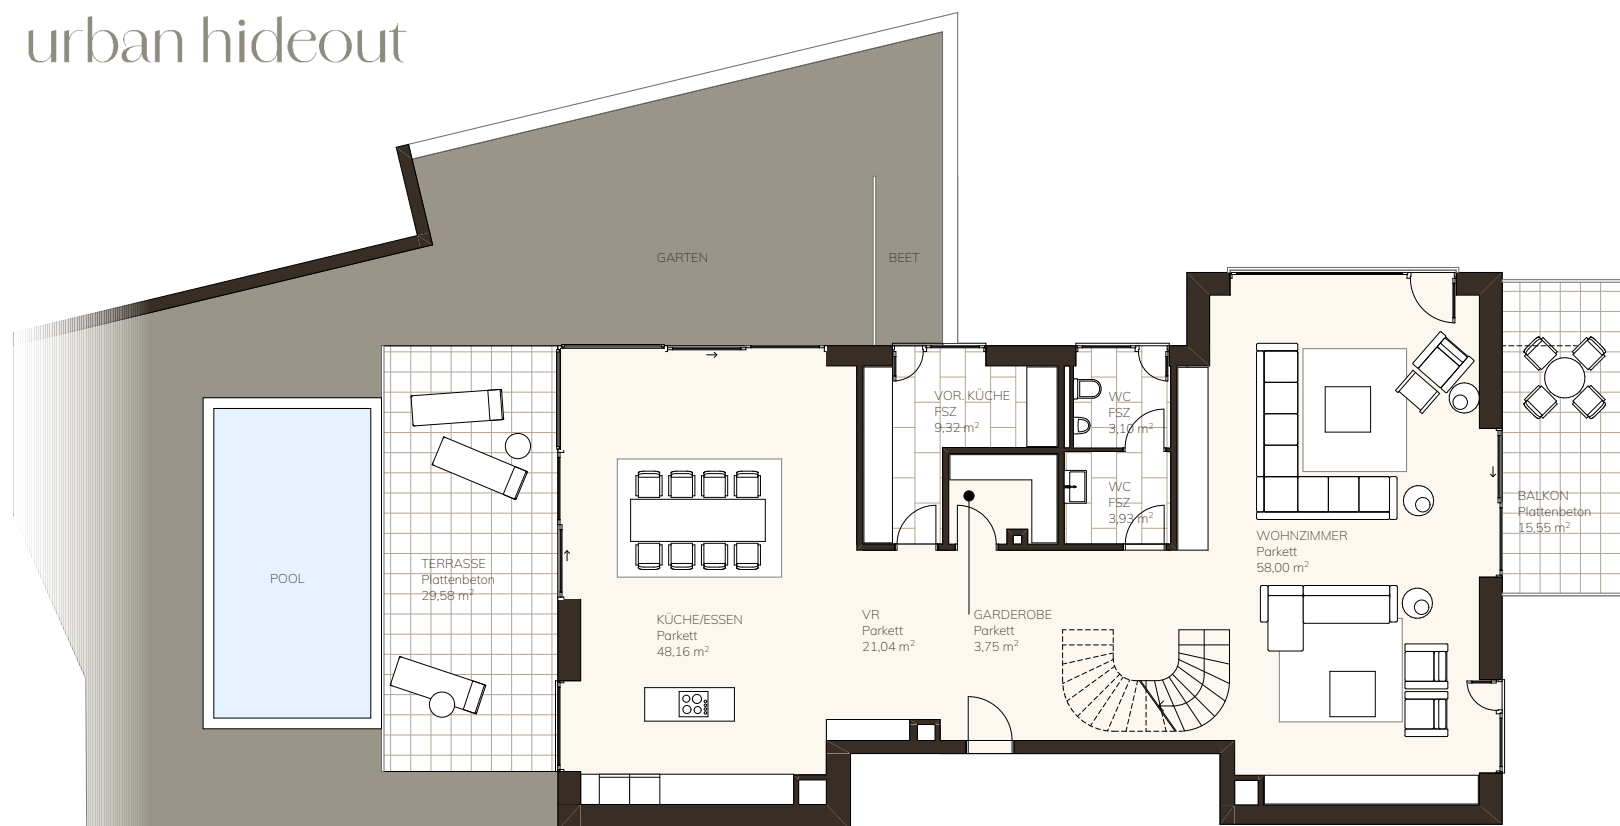 urban hideout
GARTEN
BEET
VOR. KÜCHE
FSZ
9,32 m²
WC
FSZ
3,10 m²
WC
FSZ
3,93 m²
BALKON
Plattenbeton
15,55 m²
WOHNZIMMER
Parkett
58,00 m²
POOL
TERRASSE
Plattenbeton
29,58 m²
KÜCHE/ESSEN
Parkett
48,16 m²
VR
Parkett
21,04 m²
GARDEROBE
Parkett
3,75 m²